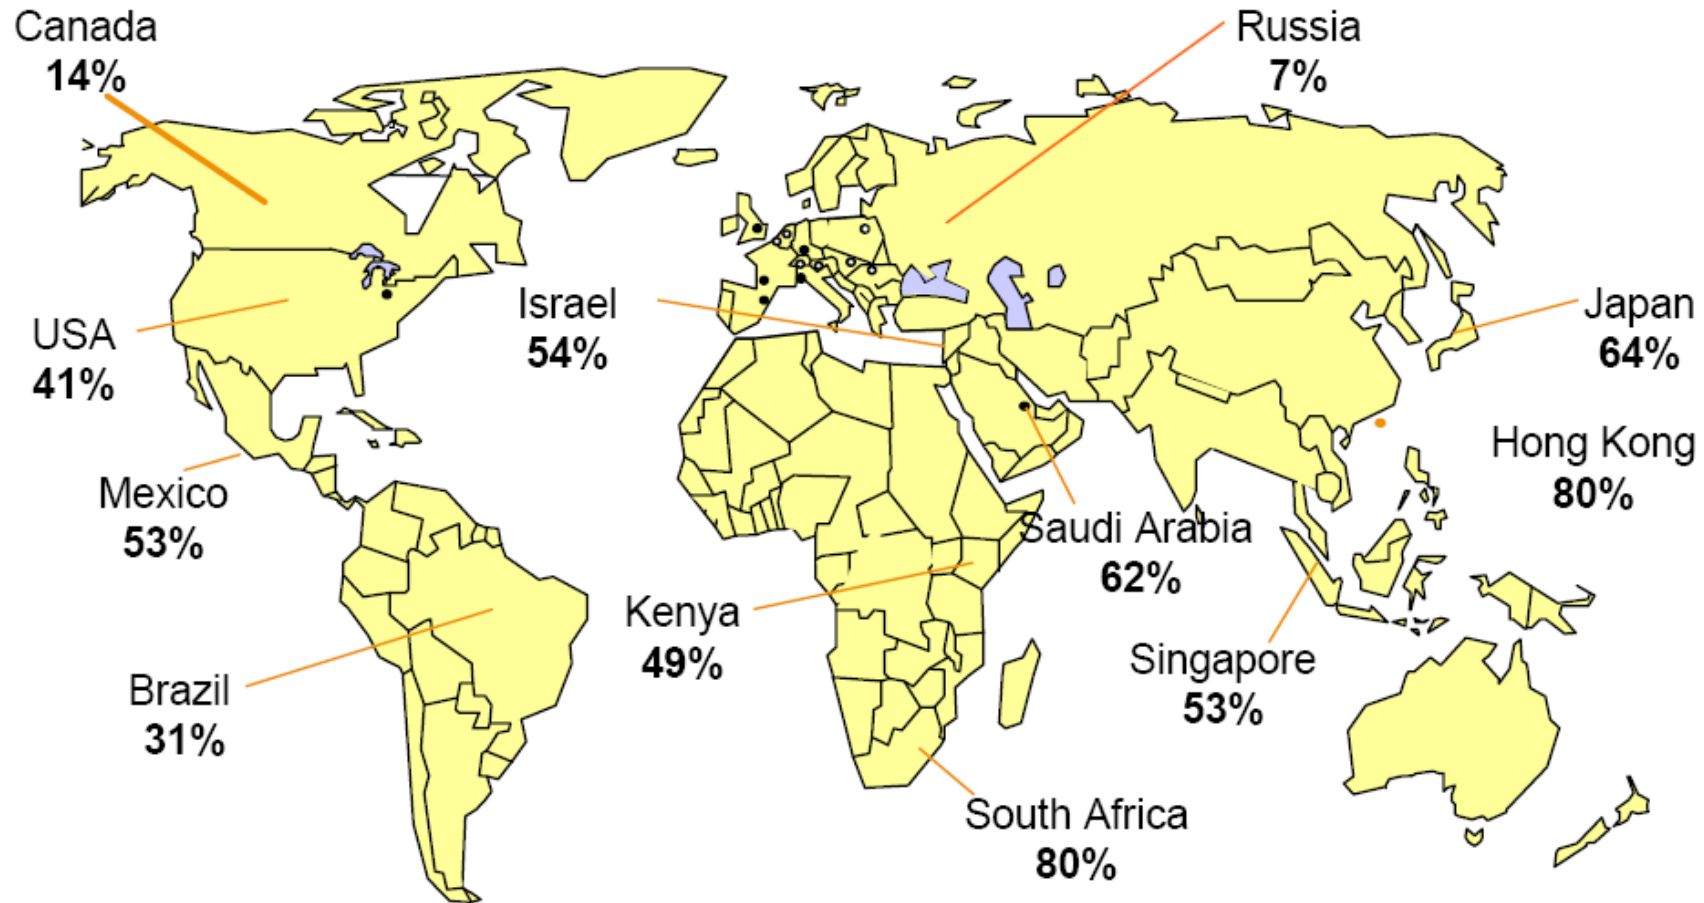 Canada
14%
Russia
7%
USA
41%
Israel
54%
Japan
64%
Mexico
53%
Hong Kong
80%
Saudi Arabia
62%
Kenya
49%
Singapore
53%
Brazil
31%
South Africa
80%